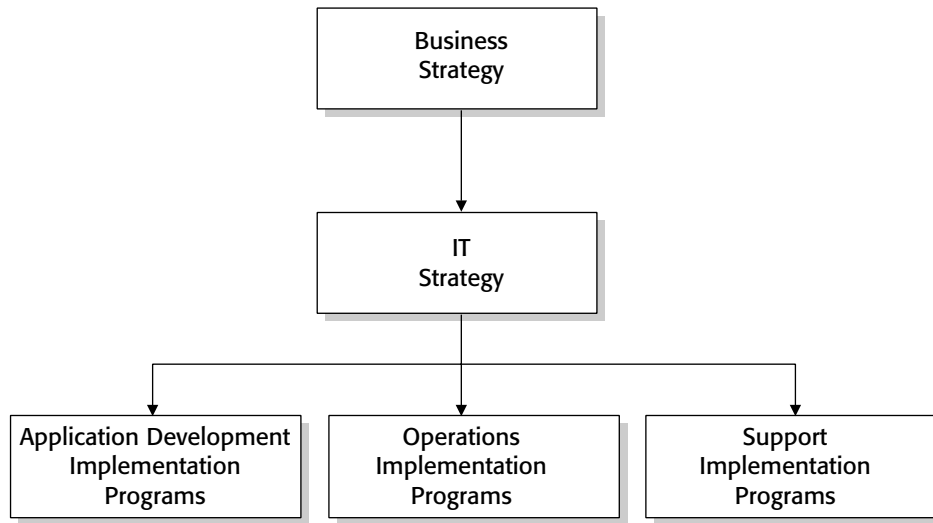 Business
Strategy
IT
Strategy
Application Development
Implementation
Programs
Operations
Implementation
Programs
Support
Implementation
Programs